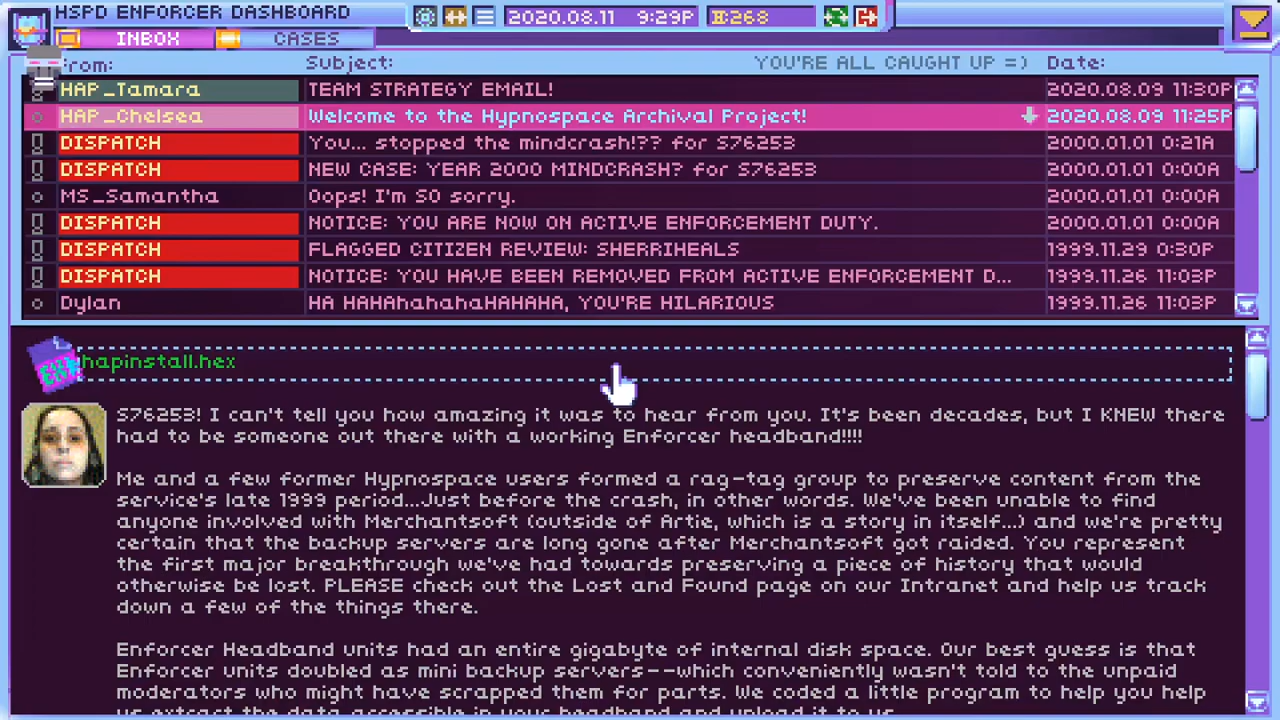 HSPD ENFORCER DASHBOARD
2020.08.11 9:29P
268
INBOX
CASES
From:
Subject:
YOU'RE ALL CAUGHT UP =)
Date:
HAP_Tamara TEAM STRATEGY EMAIL! 2020.08.09 11:30P
HAP_Chelsea Welcome to the Hypnospace Archival Project! 2020.08.09 11:25P
DISPATCH You... stopped the mindcrash!?? for S76253 2000.01.01 0:21A
DISPATCH NEW CASE: YEAR 2000 MINDCRASH? for S76253 2000.01.01 0:00A
MS_Samantha Oops! I'm SO sorry. 2000.01.01 0:00A
DISPATCH NOTICE: YOU ARE NOW ON ACTIVE ENFORCEMENT DUTY. 2000.01.01 0:00A
DISPATCH FLAGGED CITIZEN REVIEW: SHERRIHEALS 1999.11.29 0:30P
DISPATCH NOTICE: YOU HAVE BEEN REMOVED FROM ACTIVE ENFORCEMENT D... 1999.11.26 11:03P
Dylan HA HAHAhahahaHAHAHA, YOU'RE HILARIOUS 1999.11.26 11:03P
hapinstall.hex
S76253! I can't tell you how amazing it was to hear from you. It's been decades, but I KNEW there
had to be someone out there with a working Enforcer headband!!!!
Me and a few former Hypnospace users formed a rag-tag group to preserve content from the
service's late 1999 period...Just before the crash, in other words. We've been unable to find
anyone involved with Merchantsoft (outside of Artie, which is a story in itself...) and we're pretty
certain that the backup servers are long gone after Merchantsoft got raided. You represent
the first major breakthrough we've had towards preserving a piece of history that would
otherwise be lost. PLEASE check out the Lost and Found page on our Intranet and help us track
down a few of the things there.
Enforcer Headband units had an entire gigabyte of internal disk space. Our best guess is that
Enforcer units doubled as mini backup servers--which conveniently wasn't told to the unpaid
moderators who might have scrapped them for parts. We coded a little program to help you help
us extract the data accessible in your headband and upload it to us